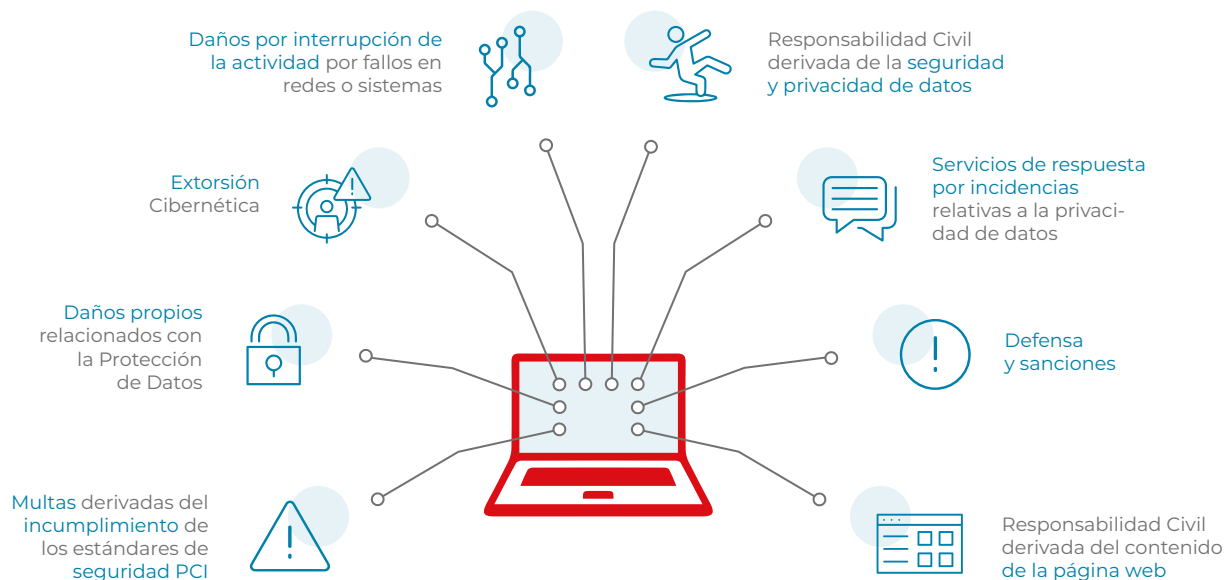 Daños por interrupción de
la actividad por fallos en
redes o sistemas
Responsabilidad Civil
derivada de la seguridad
y privacidad de datos
Extorsión
Cibernética
Servicios de respuesta
por incidencias
relativas a la privaci-
dad de datos
Daños propios
relacionados con
la Protección
de Datos
Defensa
y sanciones
Multas derivadas del
incumplimiento de
los estándares de
seguridad PCI
Responsabilidad Civil
derivada del contenido
de la página web